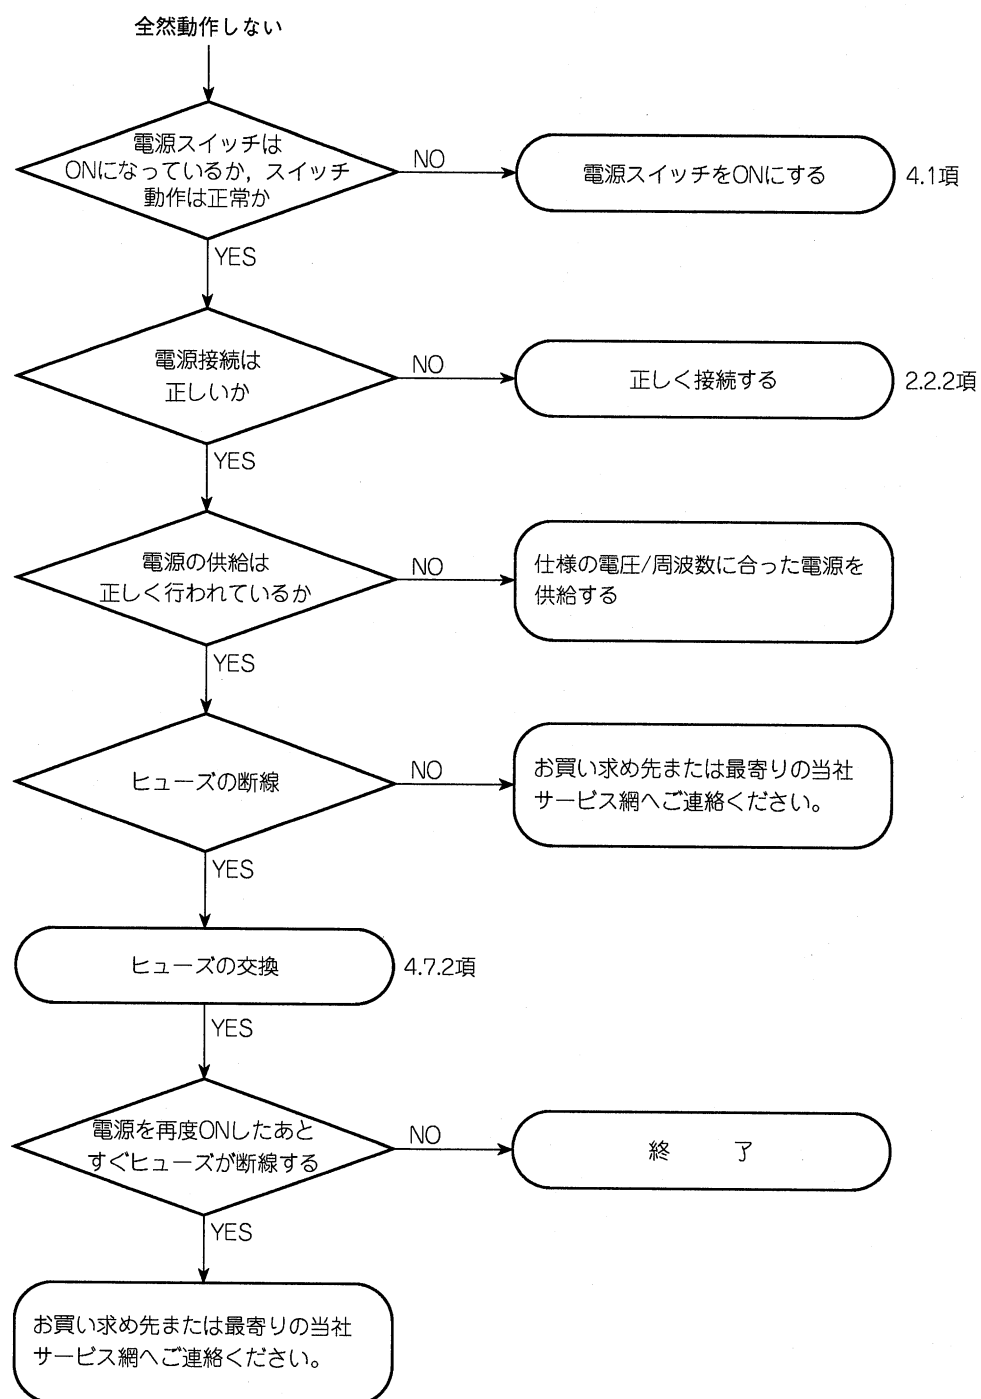 全然動作しない
電源スイッチは
ONになっているか，スイッチ
動作は正常か
NO
電源スイッチをONにする
4.1項
YES
電源接続は
正しいか
NO
正しく接続する
2.2.2項
YES
電源の供給は
正しく行われているか
NO
仕様の電圧/周波数に合った電源を
供給する
YES
ヒューズの断線
NO
お買い求め先または最寄りの当社
サービス網へご連絡ください。
YES
ヒューズの交換
4.7.2項
YES
電源を再度ONしたあと
すぐヒューズが断線する
NO
終　了
YES
お買い求め先または最寄りの当社
サービス網へご連絡ください。